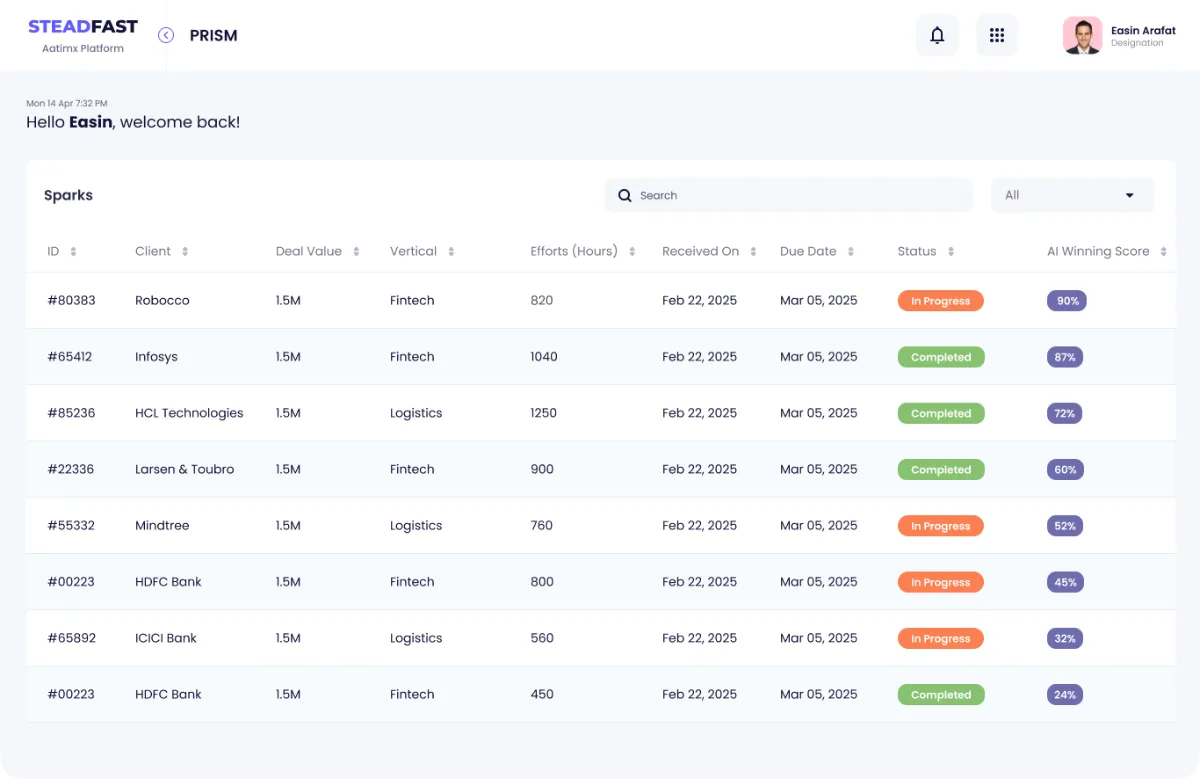 STEADFAST
Aatimx Platform
PRISM
Easin Arafat
Designation
Mon 14 Apr 7:32 PM
Hello Easin, welcome back!
Sparks
Search
All
ID Client Deal Value Vertical Efforts (Hours) Received On Due Date Status AI Winning Score
#80383 Robocco 1.5M Fintech 820 Feb 22, 2025 Mar 05, 2025 In Progress 90%
#65412 Infosys 1.5M Fintech 1040 Feb 22, 2025 Mar 05, 2025 Completed 87%
#85236 HCL Technologies 1.5M Logistics 1250 Feb 22, 2025 Mar 05, 2025 Completed 72%
#22336 Larsen & Toubro 1.5M Fintech 900 Feb 22, 2025 Mar 05, 2025 Completed 60%
#55332 Mindtree 1.5M Logistics 760 Feb 22, 2025 Mar 05, 2025 In Progress 52%
#00223 HDFC Bank 1.5M Fintech 800 Feb 22, 2025 Mar 05, 2025 In Progress 45%
#65892 ICICI Bank 1.5M Logistics 560 Feb 22, 2025 Mar 05, 2025 In Progress 32%
#00223 HDFC Bank 1.5M Fintech 450 Feb 22, 2025 Mar 05, 2025 Completed 24%